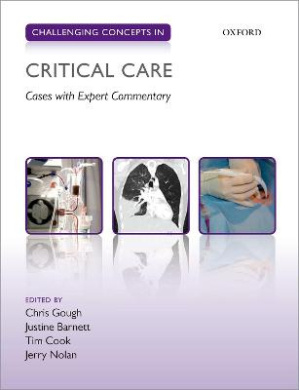 CHALLENGING CONCEPTS IN
OXFORD
CRITICAL CARE
Cases with Expert Commentary
EDITED BY
Chris Gough
Justine Barnett
Tim Cook
Jerry Nolan